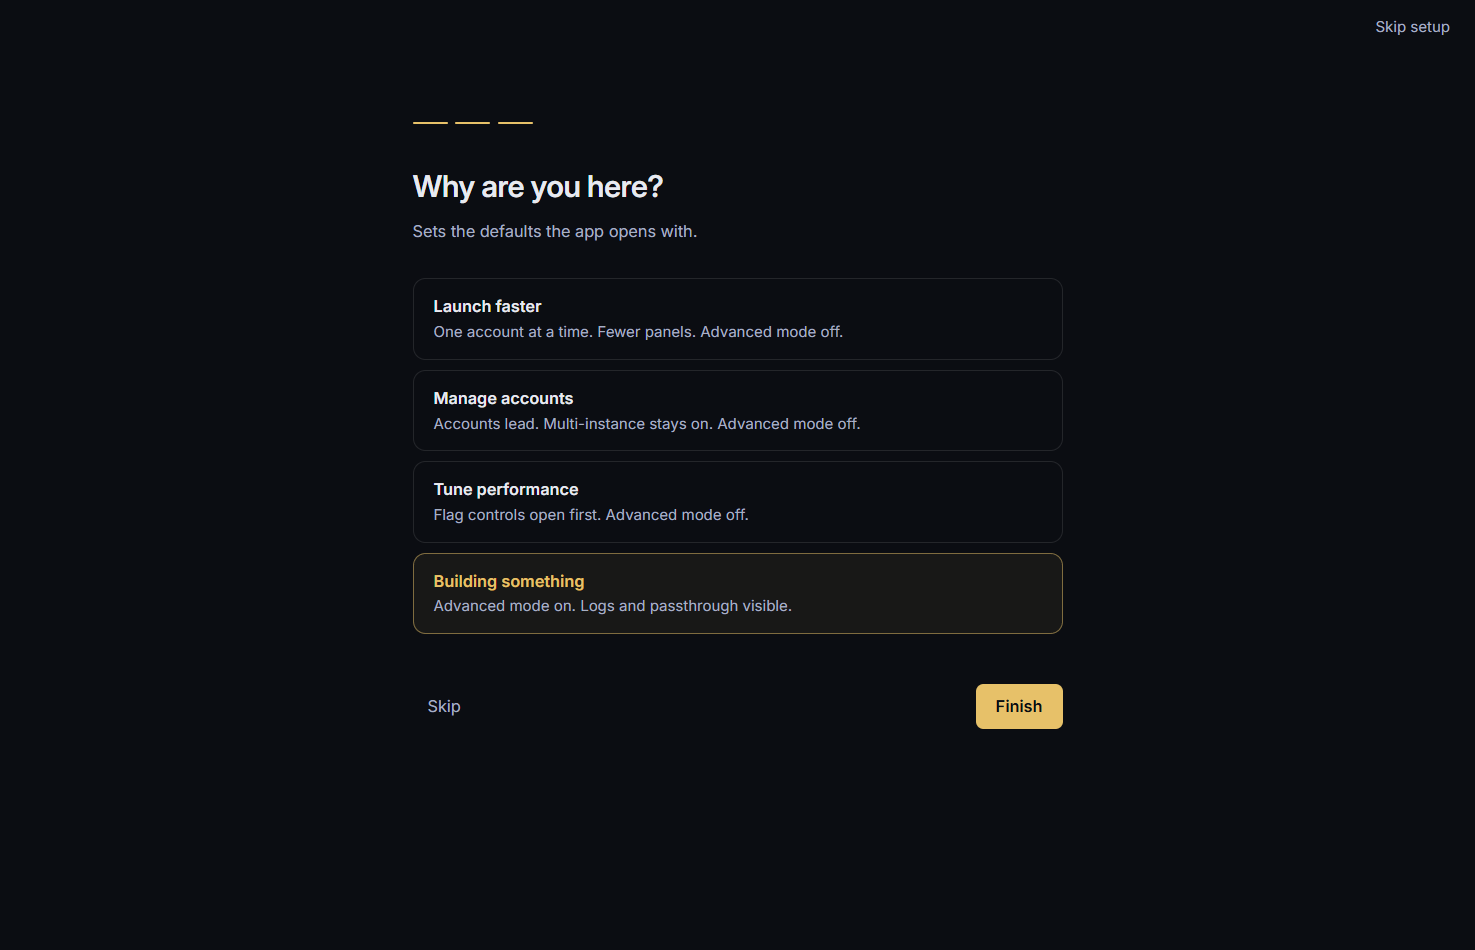 Skip setup
Why are you here?
Sets the defaults the app opens with.
Launch faster
One account at a time. Fewer panels. Advanced mode off.
Manage accounts
Accounts lead. Multi-instance stays on. Advanced mode off.
Tune performance
Flag controls open first. Advanced mode off.
Building something
Advanced mode on. Logs and passthrough visible.
Skip
Finish